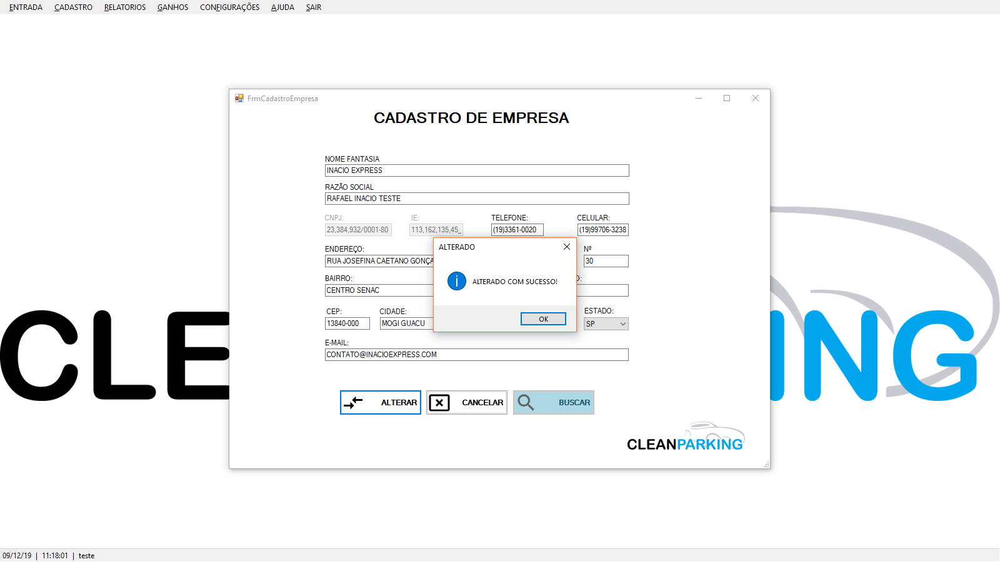 ENTRADA CADASTRO RELATORIOS GANHOS CONFIGURAÇÕES AJUDA SAIR
FrmCadastroEmpresa
CADASTRO DE EMPRESA
NOME FANTASIA
INACIO EXPRESS
RAZÃO SOCIAL
RAFAEL INACIO TESTE
CNPJ: IE: TELEFONE: CELULAR:
23,384,932/0001-80 113,162,135,45_ (19)3361-0020 (19)99706-3238
ENDEREÇO: Nº
RUA JOSEFINA CAETANO GONÇA 30
BAIRRO: O:
CENTRO SENAC
CEP: CIDADE: ESTADO:
13840-000 MOGI GUACU SP
E-MAIL:
CONTATO@INACIOEXPRESS.COM
ALTERADO
ALTERADO COM SUCESSO!
OK
ALTERAR CANCELAR BUSCAR
CLEANPARKING
CLE ING
09/12/19 | 11:18:01 | teste